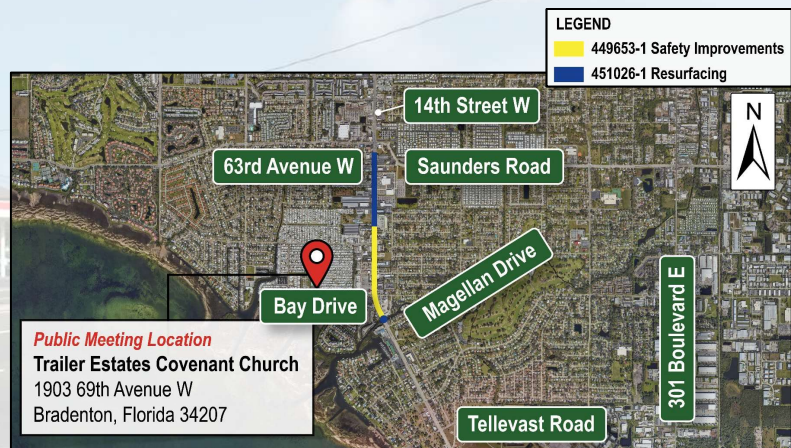 LEGEND
449653-1 Safety Improvements
451026-1 Resurfacing
N
14th Street W
63rd Avenue W
Saunders Road
Magellan Drive
Bay Drive
301 Boulevard E
Public Meeting Location
Trailer Estates Covenant Church
1903 69th Avenue W
Bradenton, Florida 34207
Tellevast Road